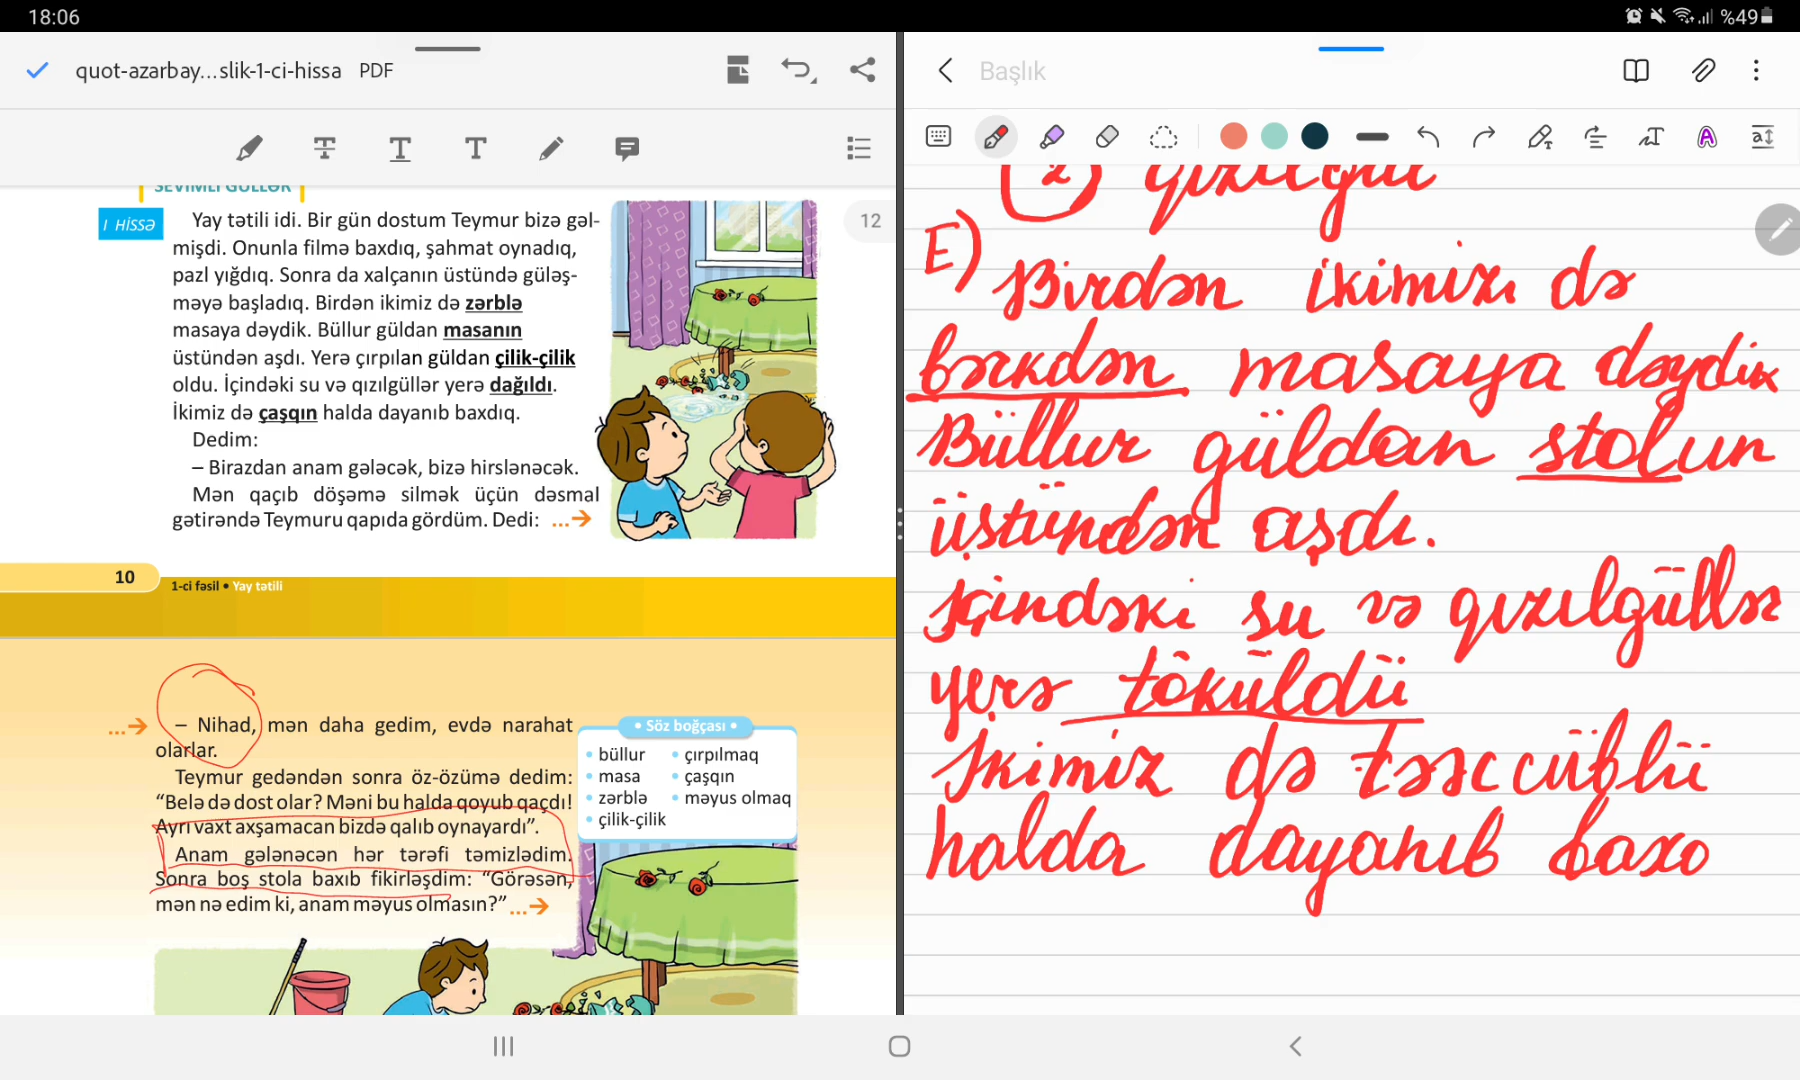 18:06
%49
quot-azarbay...slik-1-ci-hissa PDF
SEVİMLİ GÜLLƏR
I HİSSƏ
12
Yay tətili idi. Bir gün dostum Teymur bizə gəl-
mişdi. Onunla filmə baxdıq, şahmat oynadıq,
pazl yığdıq. Sonra da xalçanın üstündə güləş-
məyə başladıq. Birdən ikimiz də zərblə
masaya dəydik. Büllur güldan masanın
üstündən aşdı. Yerə çırpılan güldan çilik-çilik
oldu. İçindəki su və qızılgüllər yerə dağıldı.
İkimiz də çaşqın halda dayanıb baxdıq.
Dedim:
– Birazdan anam gələcək, bizə hirslənəcək.
Mən qaçıb döşəmə silmək üçün dəsmal
gətirəndə Teymuru qapıda gördüm. Dedi: ...
10
1-ci fəsil • Yay tətili
... – Nihad, mən daha gedim, evdə narahat
olarlar.
Teymur gedəndən sonra öz-özümə dedim:
“Belə də dost olar? Məni bu halda qoyub qaçdı!
Ayrı vaxt axşamacan bizdə qalıb oynayardı”.
Anam gələnəcən hər tərəfi təmizlədim.
Sonra boş stola baxıb fikirləşdim: “Görəsən,
mən nə edim ki, anam məyus olmasın?” ...
• Söz boğçası •
• büllur
• masa
• zərblə
• çilik-çilik
• çırpılmaq
• çaşqın
• məyus olmaq
Başlık
(2) qızılgül
E) Birdən ikimizı də
bərkdən masaya dəydik
Büllur güldan stolun
üstündən aşdı.
İçindəki su və qızılgüllər
yerə töküldü
İkimiz də təəccüblü
halda dayanıb baxo